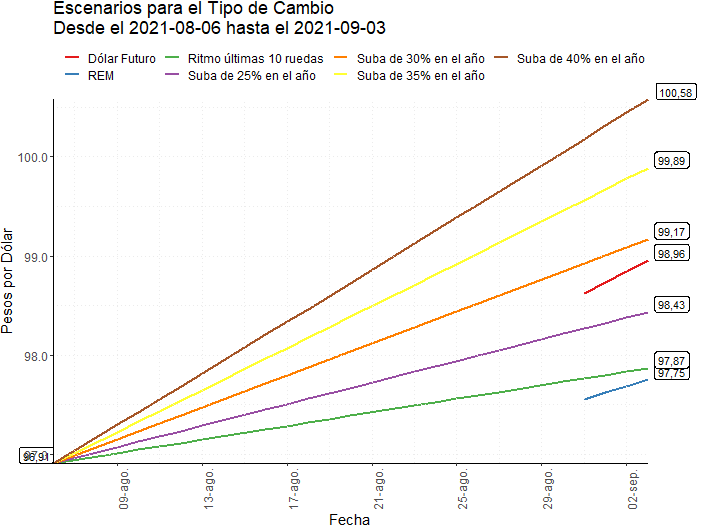 Escenarios para el Tipo de Cambio
Desde el 2021-08-06 hasta el 2021-09-03
Dólar Futuro
Ritmo últimas 10 ruedas
Suba de 30% en el año
Suba de 40% en el año
REM
Suba de 25% en el año
Suba de 35% en el año
100,58
100.0
99,89
99,17
99.0
98,96
Pesos por Dólar
98,43
98.0
97,87
97,75
97.0
96,91
09-ago.
13-ago.
17-ago.
21-ago.
25-ago.
29-ago.
02-sep.
Fecha